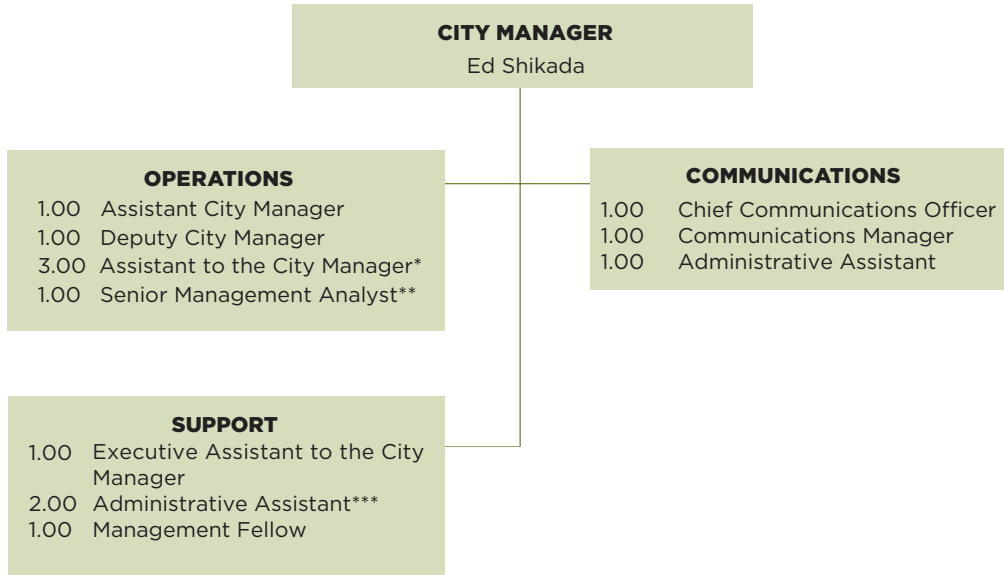 CITY MANAGER
Ed Shikada
OPERATIONS
1.00 Assistant City Manager
1.00 Deputy City Manager
3.00 Assistant to the City Manager*
1.00 Senior Management Analyst**
COMMUNICATIONS
1.00 Chief Communications Officer
1.00 Communications Manager
1.00 Administrative Assistant
SUPPORT
1.00 Executive Assistant to the City
Manager
2.00 Administrative Assistant***
1.00 Management Fellow